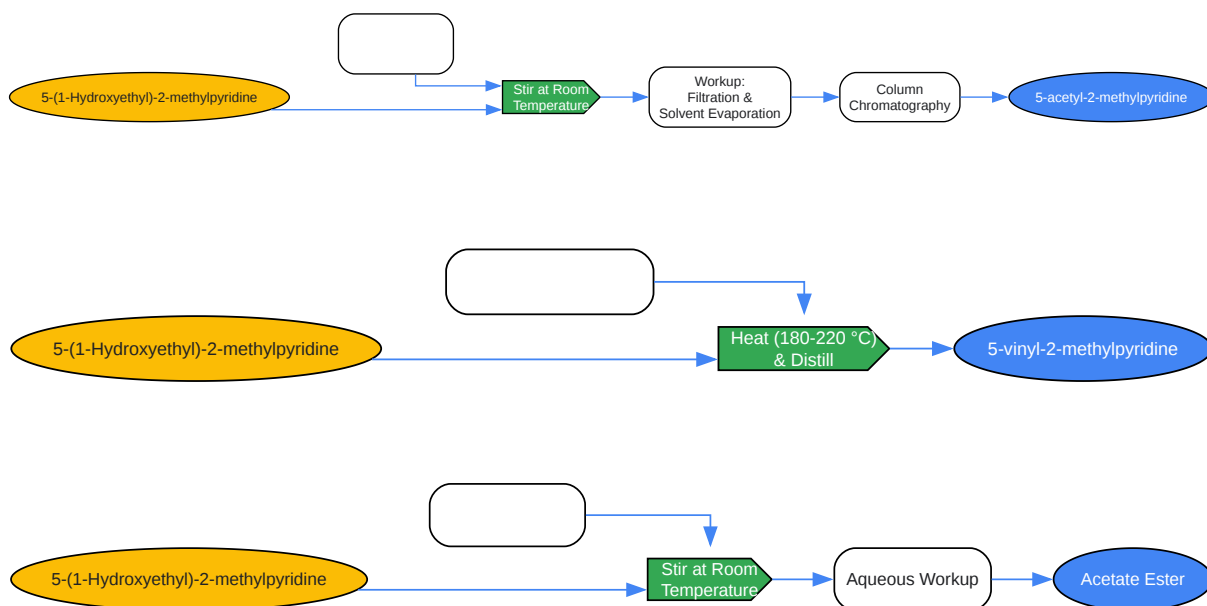 5-(1-Hydroxyethyl)-2-methylpyridine
Stir at Room
Temperature
Workup:
Filtration &
Solvent Evaporation
Column
Chromatography
5-acetyl-2-methylpyridine
5-(1-Hydroxyethyl)-2-methylpyridine
Heat (180-220 °C)
& Distill
5-vinyl-2-methylpyridine
5-(1-Hydroxyethyl)-2-methylpyridine
Stir at Room
Temperature
Aqueous Workup
Acetate Ester